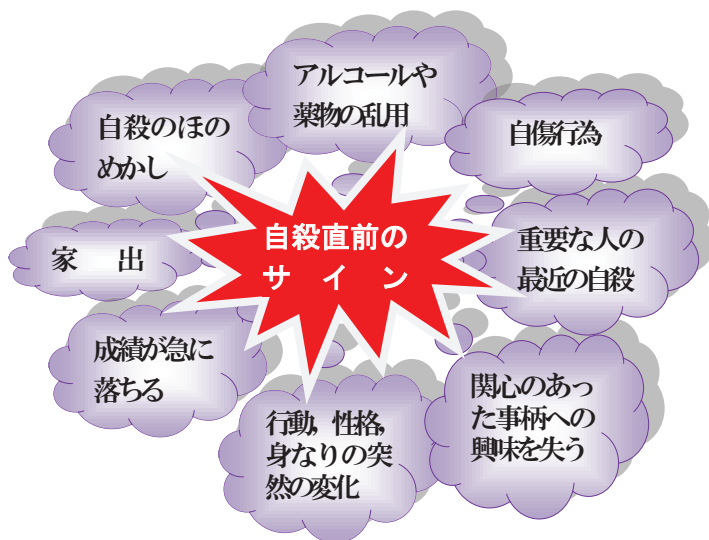 アルコールや
薬物の乱用
自殺のほの
めかし
自傷行為
自殺直前の
サイン
重要な人の
最近の自殺
家出
成績が急に
落ちる
関心のあっ
た事柄への
興味を失う
行動，性格，
身なりの突
然の変化